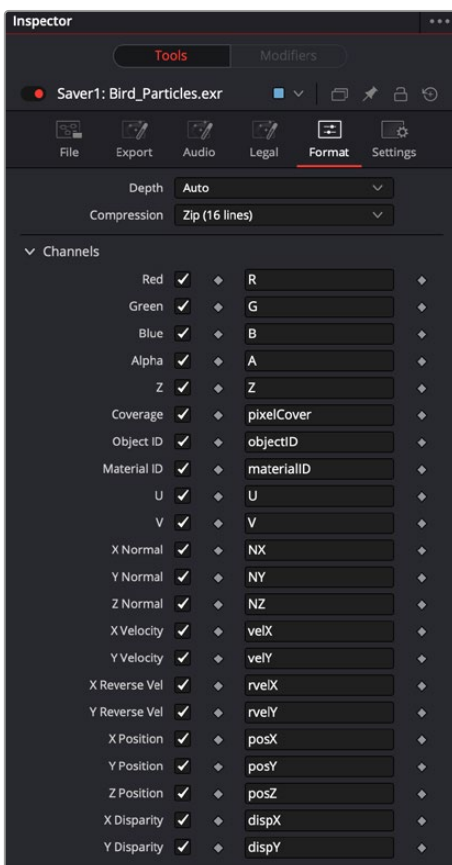 Inspector
Tools Modifiers
Saver1: Bird_Particles.exr
File Export Audio Legal Format Settings
Depth Auto
Compression Zip (16 lines)
Channels
Red R
Green G
Blue B
Alpha A
Z Z
Coverage pixelCover
Object ID objectID
Material ID materialID
U U
V V
X Normal NX
Y Normal NY
Z Normal NZ
X Velocity velX
Y Velocity velY
X Reverse Vel rvelX
Y Reverse Vel rvelY
X Position posX
Y Position posY
Z Position posZ
X Disparity dispX
Y Disparity dispY